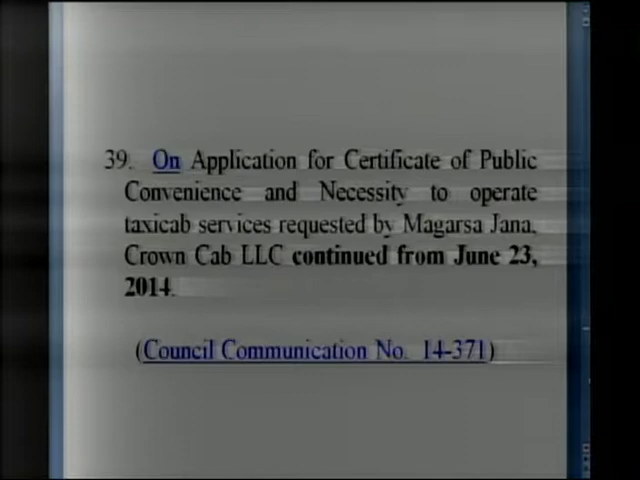 39. On Application for Certificate of Public
Convenience and Necessity to operate
taxicab services requested by Magarsa Jana,
Crown Cab LLC continued from June 23,
2014.
(Council Communication No. 14-371)